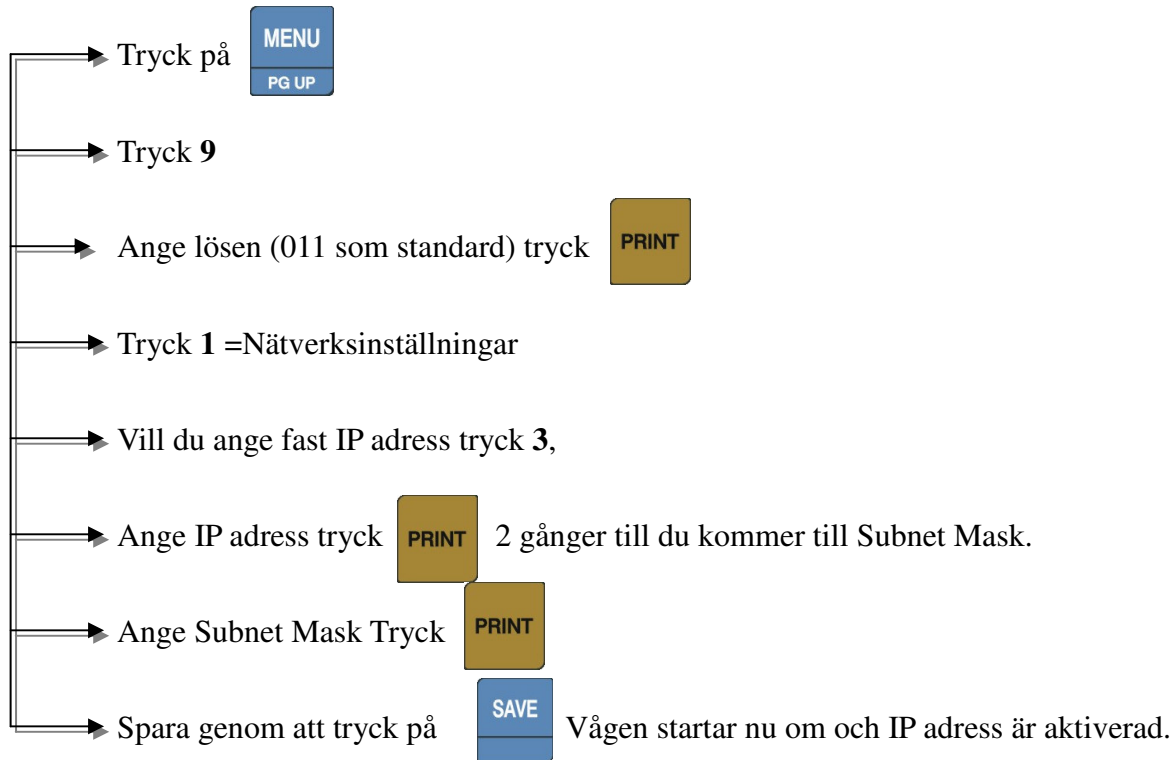 Tryck på MENU PG UP
Tryck 9
Ange lösen (011 som standard) tryck PRINT
Tryck 1 =Nätverksinställningar
Vill du ange fast IP adress tryck 3,
Ange IP adress tryck PRINT 2 gånger till du kommer till Subnet Mask.
Ange Subnet Mask Tryck PRINT
Spara genom att tryck på SAVE Vågen startar nu om och IP adress är aktiverad.